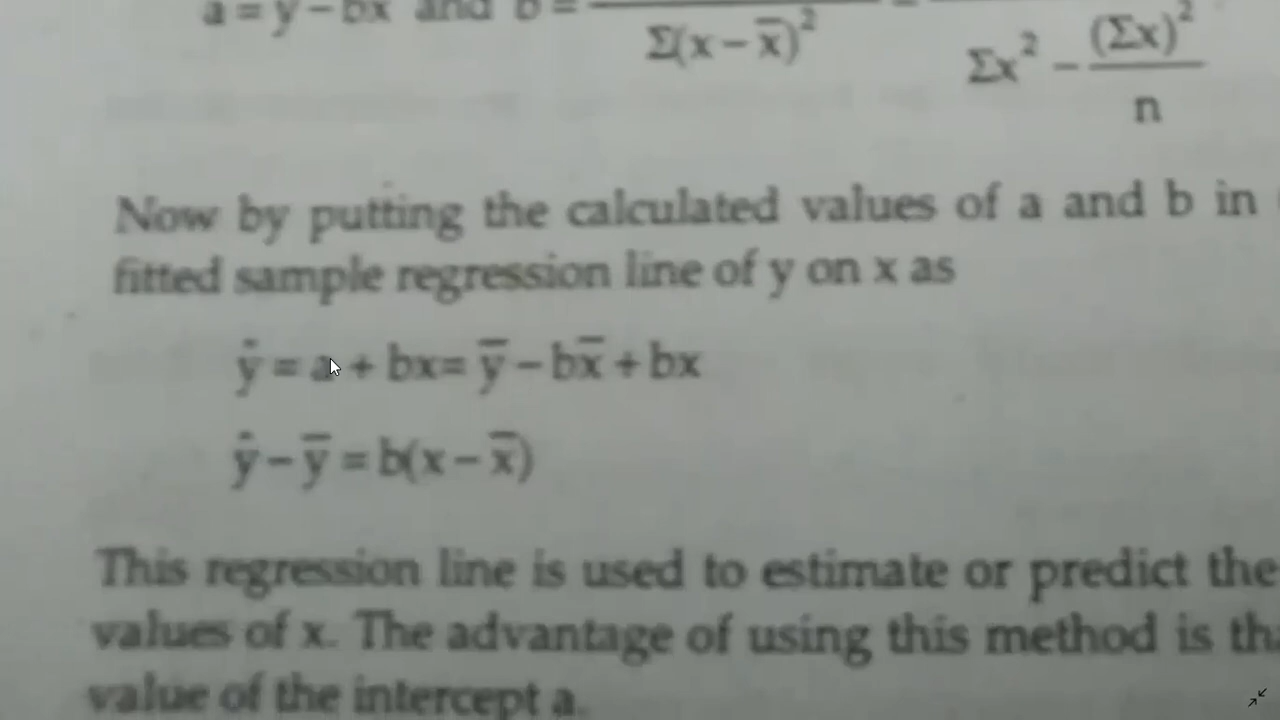 a = y̅ − bx̅ and b =
Σ(x − x̅)²
Σx² − (Σx)²
n
Now by putting the calculated values of a and b in
fitted sample regression line of y on x as
ŷ = a + bx= y̅ − bx̅ + bx
ŷ − y̅ = b(x − x̅)
This regression line is used to estimate or predict the
values of x. The advantage of using this method is
value of the intercept a.